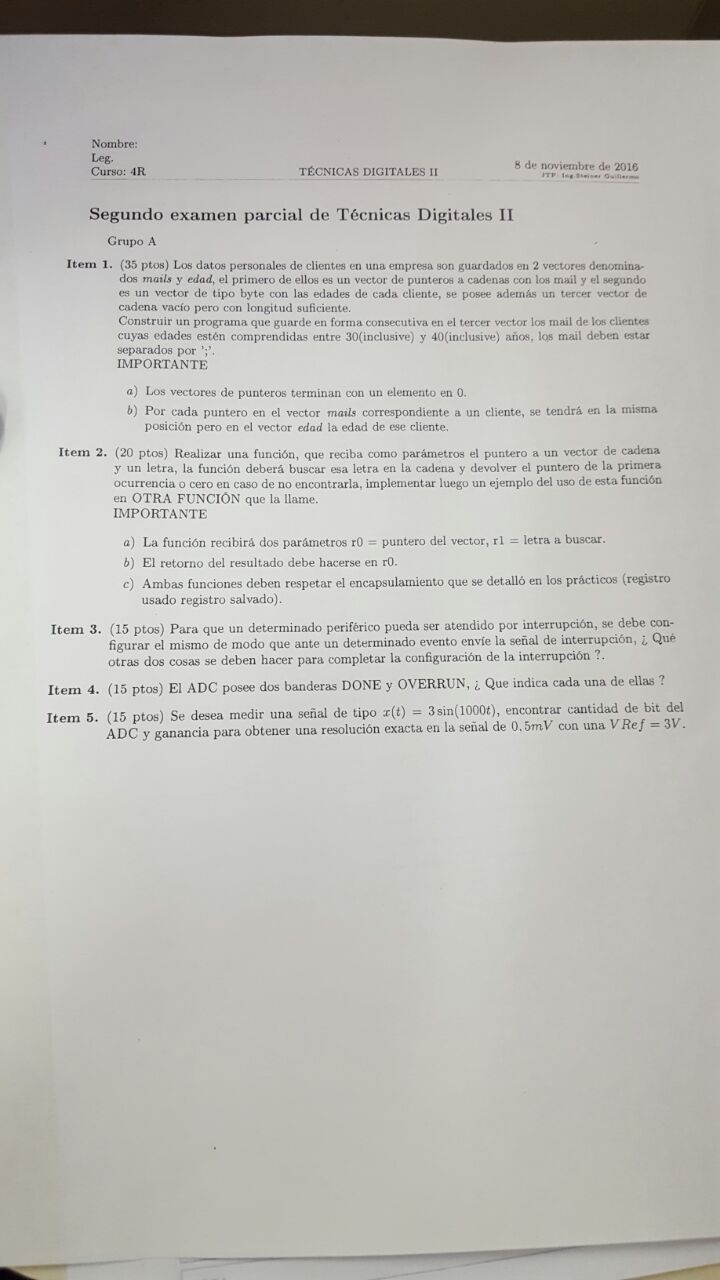 Nombre:
Leg.
Curso: 4R
TÉCNICAS DIGITALES II
8 de noviembre de 2016
JTP: Ing.Steiner Guillermo
Segundo examen parcial de Técnicas Digitales II
Grupo A
Item 1. (35 ptos) Los datos personales de clientes en una empresa son guardados en 2 vectores denomina-
dos mails y edad, el primero de ellos es un vector de punteros a cadenas con los mail y el segundo
es un vector de tipo byte con las edades de cada cliente, se posee además un tercer vector de
cadena vacío pero con longitud suficiente.
Construir un programa que guarde en forma consecutiva en el tercer vector los mail de los clientes
cuyas edades estén comprendidas entre 30(inclusive) y 40(inclusive) años, los mail deben estar
separados por ';'.
IMPORTANTE
a) Los vectores de punteros terminan con un elemento en 0.
b) Por cada puntero en el vector mails correspondiente a un cliente, se tendrá en la misma
posición pero en el vector edad la edad de ese cliente.
Item 2. (20 ptos) Realizar una función, que reciba como parámetros el puntero a un vector de cadena
y un letra, la función deberá buscar esa letra en la cadena y devolver el puntero de la primera
ocurrencia o cero en caso de no encontrarla, implementar luego un ejemplo del uso de esta función
en OTRA FUNCIÓN que la llame.
IMPORTANTE
a) La función recibirá dos parámetros r0 = puntero del vector, r1 = letra a buscar.
b) El retorno del resultado debe hacerse en r0.
c) Ambas funciones deben respetar el encapsulamiento que se detalló en los prácticos (registro
usado registro salvado).
Item 3. (15 ptos) Para que un determinado periférico pueda ser atendido por interrupción, se debe con-
figurar el mismo de modo que ante un determinado evento envíe la señal de interrupción, ¿ Qué
otras dos cosas se deben hacer para completar la configuración de la interrupción ?.
Item 4. (15 ptos) El ADC posee dos banderas DONE y OVERRUN, ¿ Que indica cada una de ellas ?
Item 5. (15 ptos) Se desea medir una señal de tipo x(t) = 3 sin(1000t), encontrar cantidad de bit del
ADC y ganancia para obtener una resolución exacta en la señal de 0,5mV con una VRef = 3V.